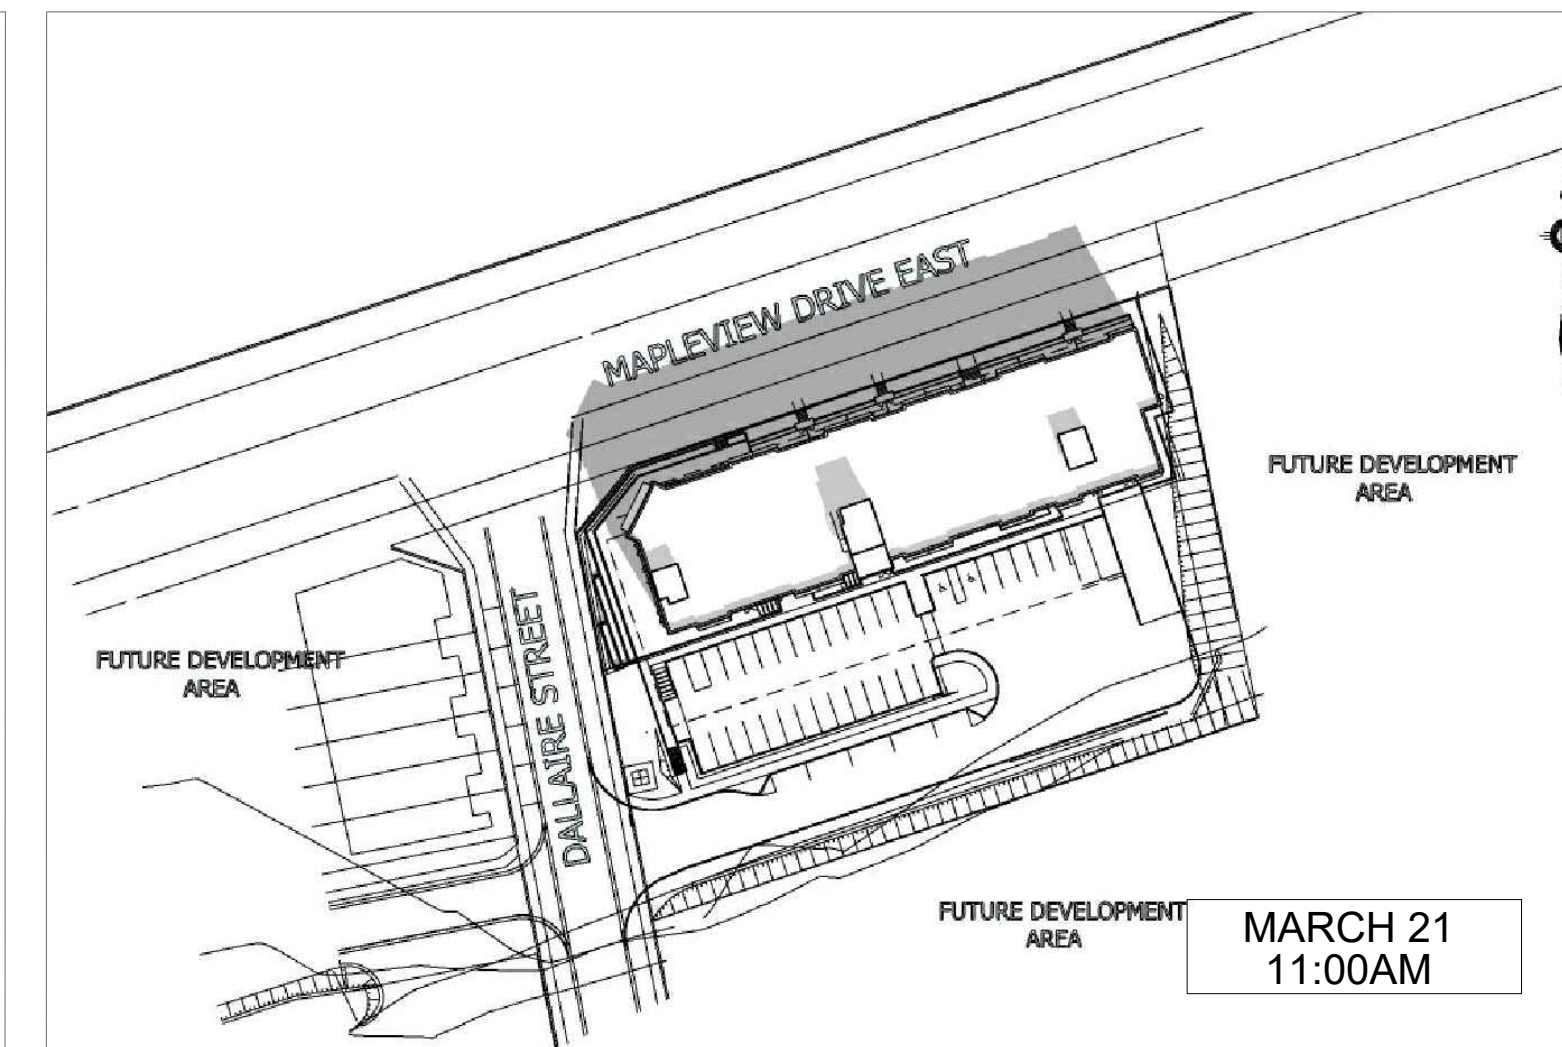 MAPLEVIEW DRIVE EAST
FUTURE DEVELOPMENT
AREA
FUTURE DEVELOPMENT
AREA
DALLAIRE STREET
FUTURE DEVELOPMENT
AREA
MARCH 21
11:00AM